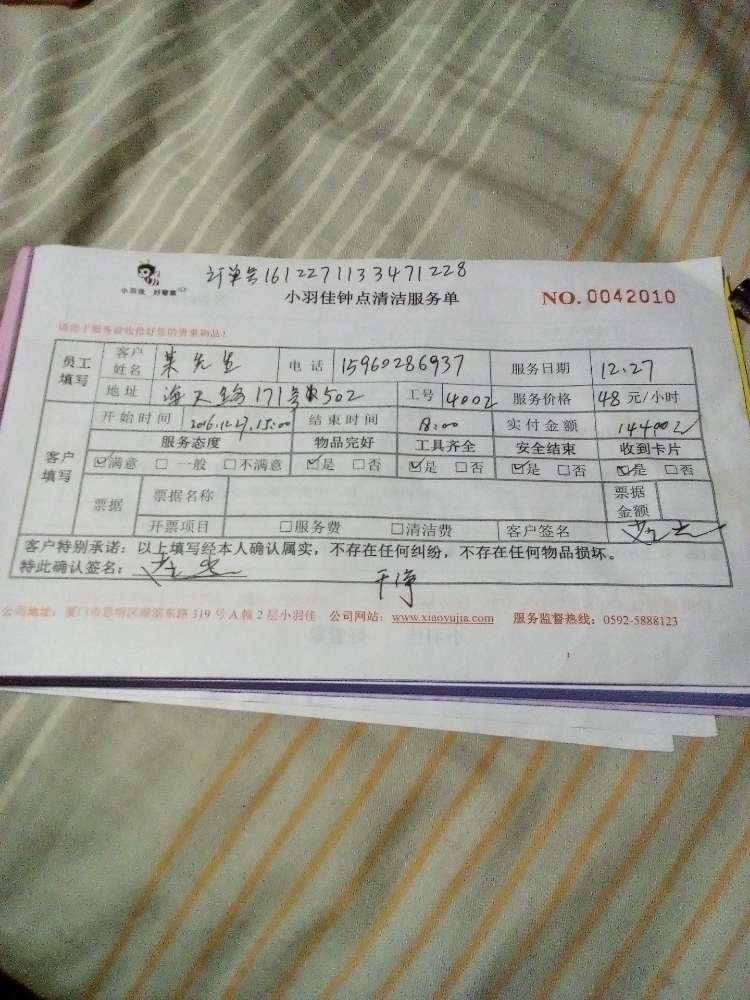 订单号161227113347 1228
小羽佳 好管家
小羽佳钟点清洁服务单
NO. 0042010
请您于服务前收拾好您的贵重物品!
员工填写 客户姓名 先生 电话 15960286937 服务日期 12.27
地址 海天路171号 502 工号 4002 服务价格 48元/小时
客户填写 开始时间 2016.12.27.15:00 结束时间 18:00 实付金额 144
服务态度 物品完好 工具齐全 安全结束 收到卡片
☑满意 □一般 □不满意 ☑是 □否 ☑是 □否 ☑是 □否 ☑是 □否
票据 票据名称 票据金额
开票项目 □服务费 □清洁费 客户签名
客户特别承诺：以上填写经本人确认属实，不存在任何纠纷，不存在任何物品损坏。
特此确认签名：
干净
公司地址：厦门市思明区湖滨东路319号A幢2层小羽佳 公司网站：www.xiaoyujia.com 服务监督热线：0592-5888123